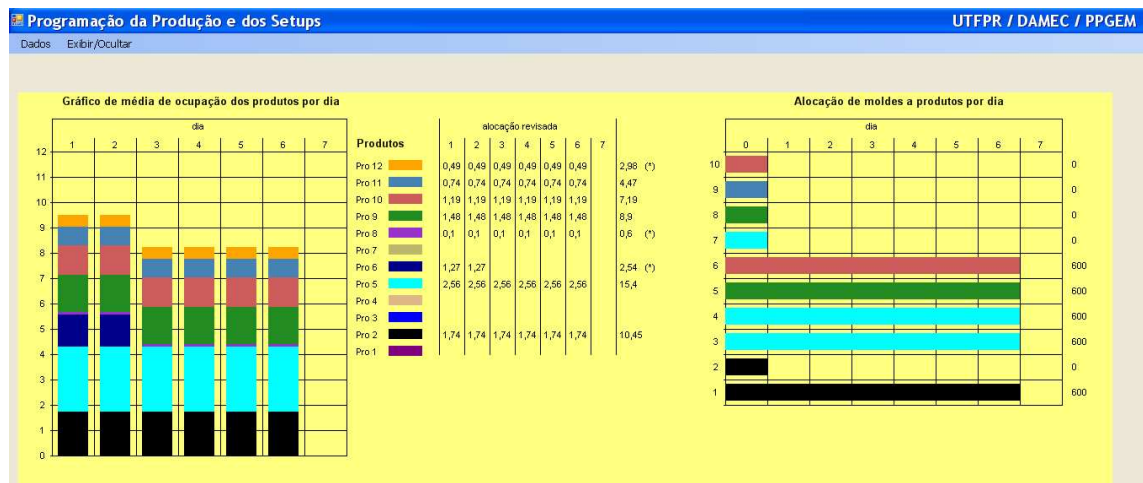 Programação da Produção e dos Setups UTFPR / DAMEC / PPGEM
Dados Exibir/Ocultar
Gráfico de média de ocupação dos produtos por dia
dia
1 2 3 4 5 6 7
12
11
10
9
8
7
6
5
4
3
2
1
0
Produtos
alocação revisada
1 2 3 4 5 6 7
Pro 12 0,49 0,49 0,49 0,49 0,49 0,49 2,98 (*)
Pro 11 0,74 0,74 0,74 0,74 0,74 0,74 4,47
Pro 10 1,19 1,19 1,19 1,19 1,19 1,19 7,19
Pro 9 1,48 1,48 1,48 1,48 1,48 1,48 8,9
Pro 8 0,1 0,1 0,1 0,1 0,1 0,1 0,6 (*)
Pro 7
Pro 6 1,27 1,27 2,54 (*)
Pro 5 2,56 2,56 2,56 2,56 2,56 2,56 15,4
Pro 4
Pro 3
Pro 2 1,74 1,74 1,74 1,74 1,74 1,74 10,45
Pro 1
Alocação de moldes a produtos por dia
dia
0 1 2 3 4 5 6 7
10 0
9 0
8 0
7 0
6 600
5 600
4 600
3 600
2 0
1 600